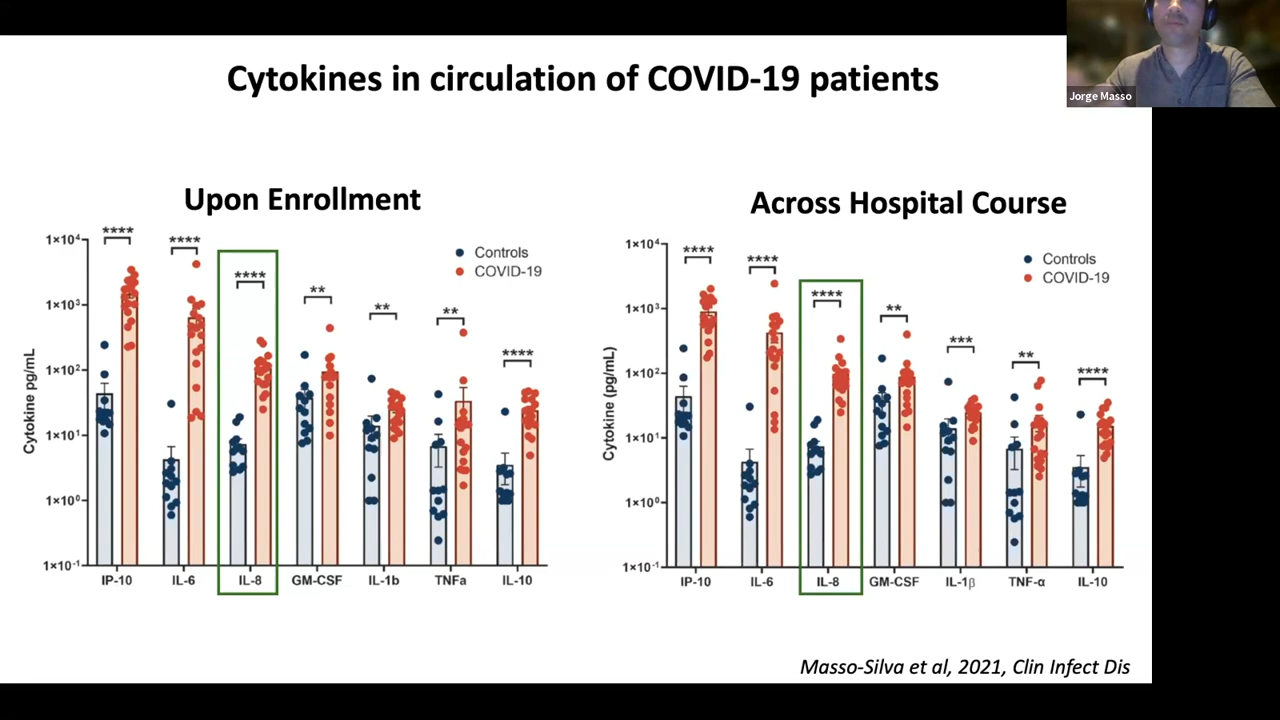 Jorge Masso
Cytokines in circulation of COVID-19 patients
Upon Enrollment
Cytokine pg/mL
1×10⁴
1×10³
1×10²
1×10¹
1×10⁰
1×10⁻¹
**** **** **** ** ** ** ****
Controls
COVID-19
IP-10 IL-6 IL-8 GM-CSF IL-1b TNFa IL-10
Across Hospital Course
Cytokine (pg/mL)
1×10⁴
1×10³
1×10²
1×10¹
1×10⁰
1×10⁻¹
**** **** **** ** *** ** ****
Controls
COVID-19
IP-10 IL-6 IL-8 GM-CSF IL-1β TNF-α IL-10
Masso-Silva et al, 2021, Clin Infect Dis